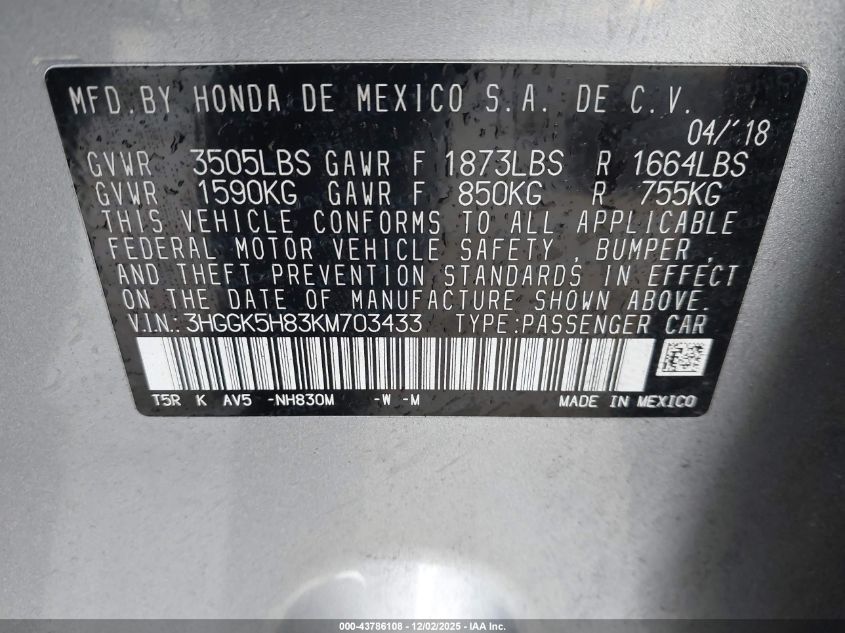 MFD.BY HONDA DE MEXICO S.A. DE C.V.
04/'18
GVWR 3505LBS GAWR F 1873LBS R 1664LBS
GVWR 1590KG GAWR F 850KG R 755KG
THIS VEHICLE CONFORMS TO ALL APPLICABLE
FEDERAL MOTOR VEHICLE SAFETY , BUMPER ,
AND THEFT PREVENTION STANDARDS IN EFFECT
ON THE DATE OF MANUFACTURE SHOWN ABOVE.
V.I.N.: 3HGGK5H83KM703433 TYPE:PASSENGER CAR
T5R K AV5 -NH830M -W -M MADE IN MEXICO
000-43786108 - 12/02/2025 - IAA Inc.